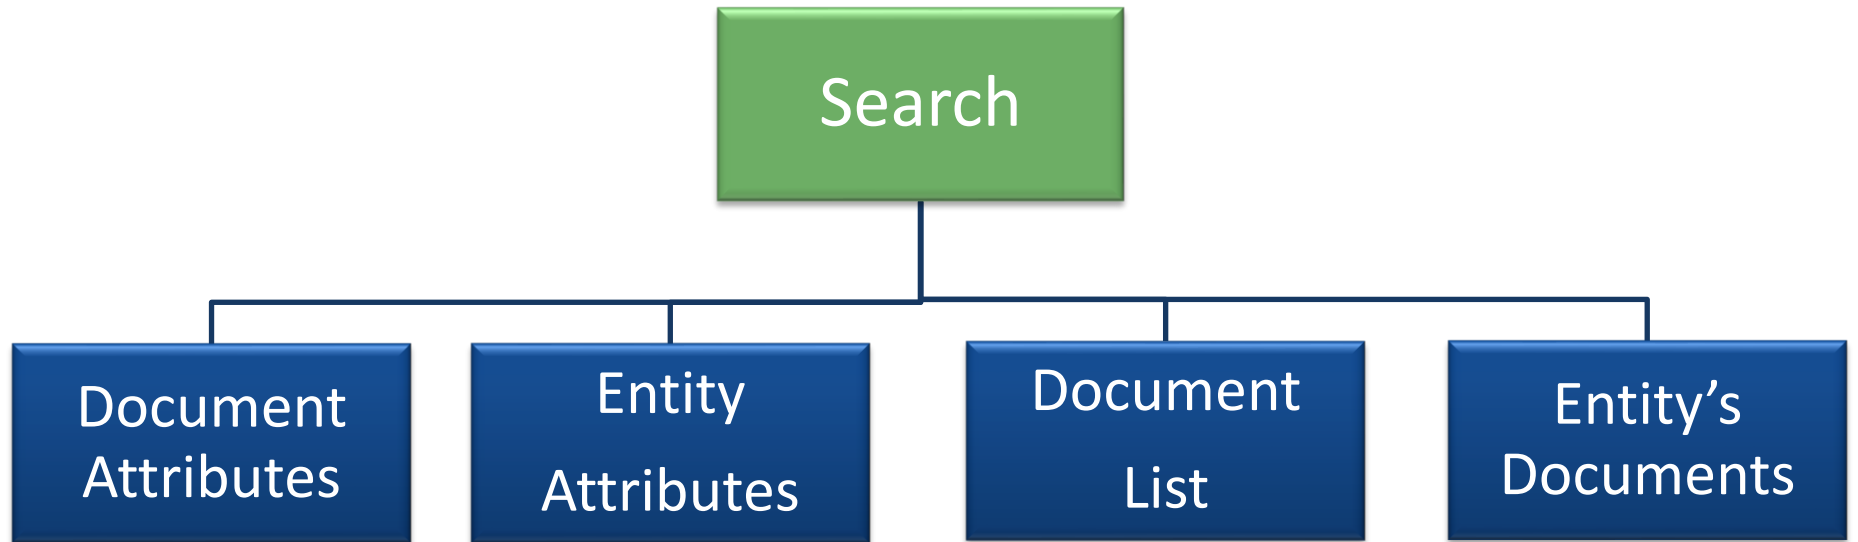 Search
Document
Attributes
Entity
Attributes
Document
List
Entity’s
Documents